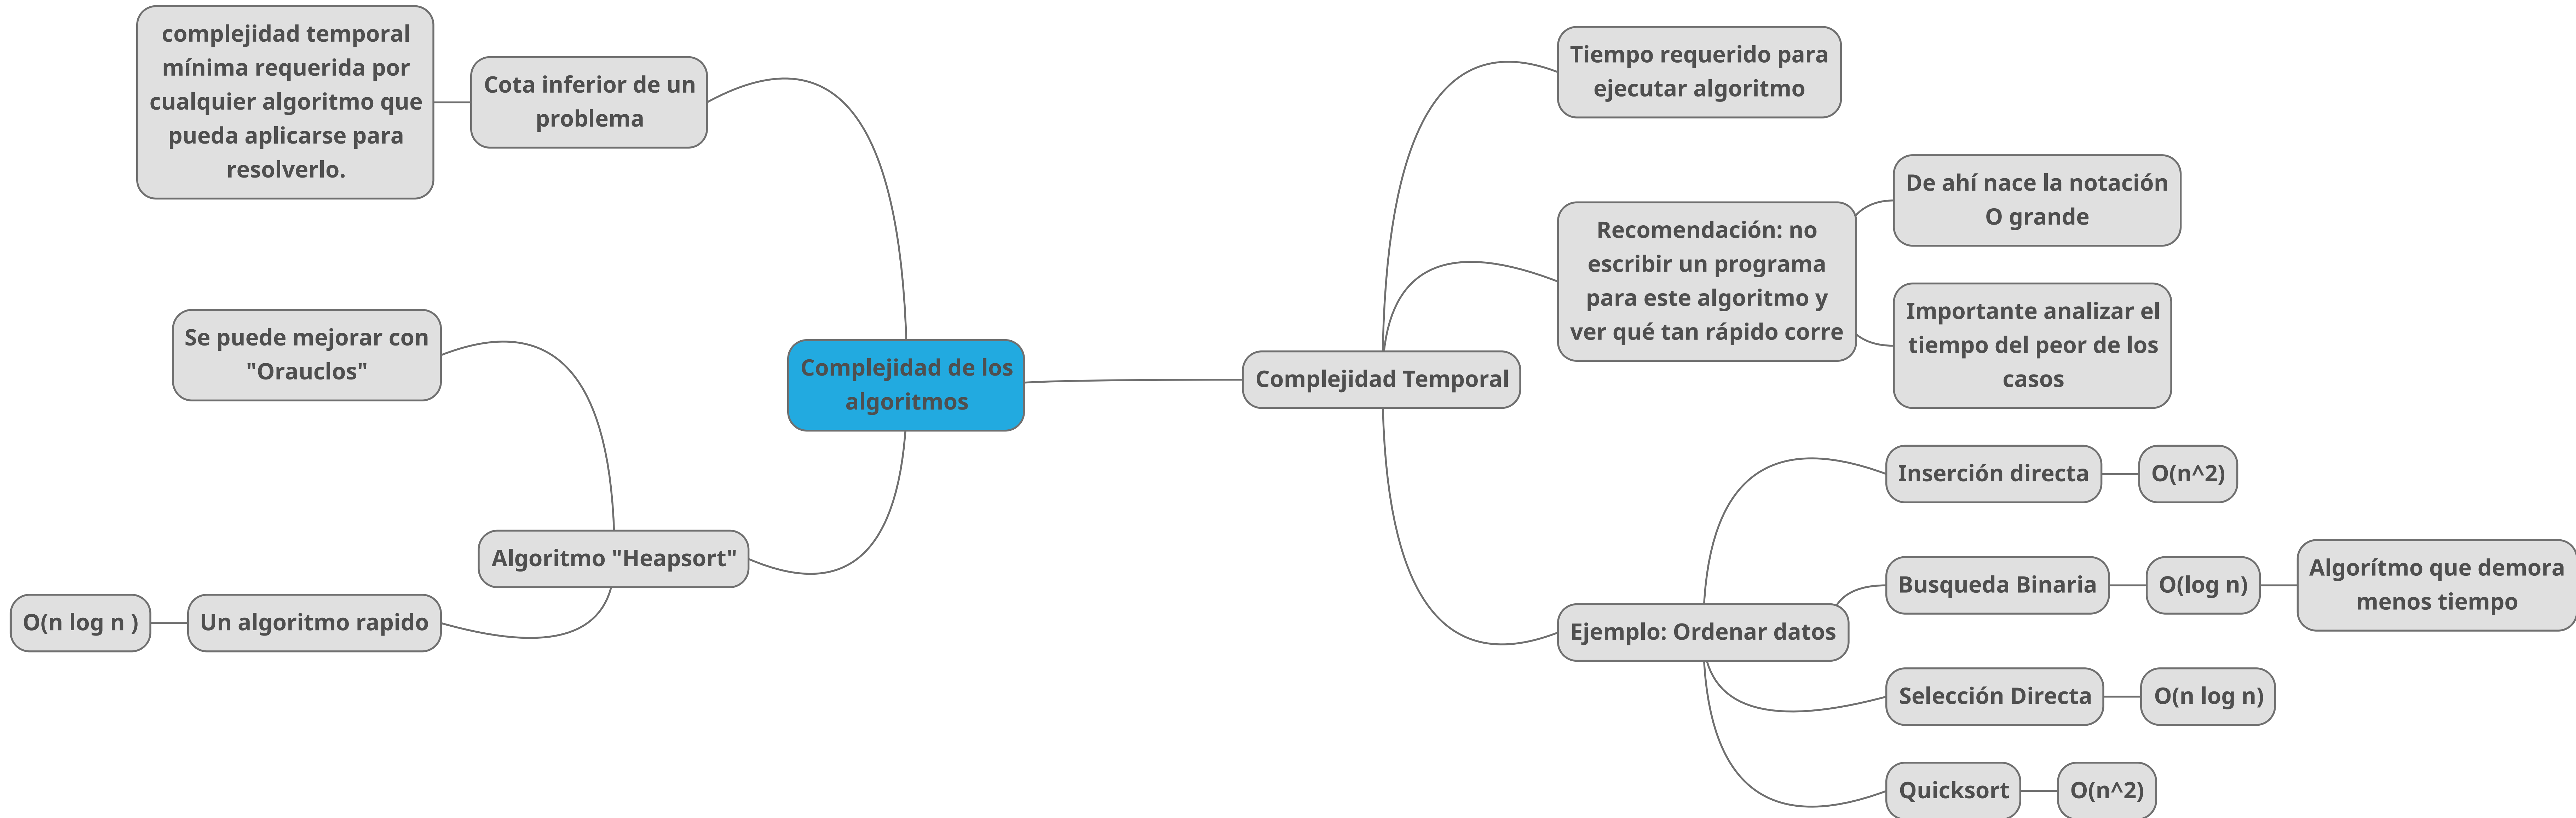 complejidad temporal
mínima requerida por
cualquier algoritmo que
pueda aplicarse para
resolverlo.
Cota inferior de un
problema
Se puede mejorar con
"Orauclos"
Algoritmo "Heapsort"
O(n log n )
Un algoritmo rapido
Complejidad de los
algoritmos
Complejidad Temporal
Tiempo requerido para
ejecutar algoritmo
Recomendación: no
escribir un programa
para este algoritmo y
ver qué tan rápido corre
De ahí nace la notación
O grande
Importante analizar el
tiempo del peor de los
casos
Ejemplo: Ordenar datos
Inserción directa
O(n^2)
Busqueda Binaria
O(log n)
Algorítmo que demora
menos tiempo
Selección Directa
O(n log n)
Quicksort
O(n^2)